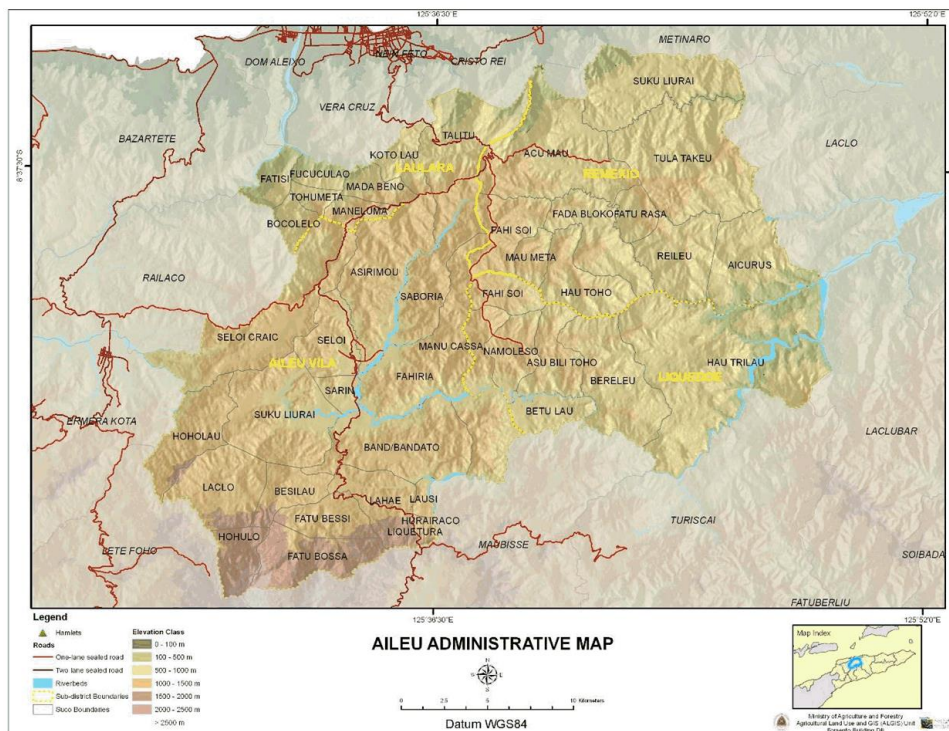 125°36'30"E
125°52'0"E
METINARO
DOM ALEIXO
CRISTO REI
SUKU LIURAI
VERA CRUZ
BAZARTETE
TALITU
LACLO
KOTO LAU
ACU MAU
TULA TAKEU
8°37'30"S
FATISI
FUCUCULAO
MADA BENO
TOHUMETA
MANELUMA
BOCOLELO
FADA BLOKO
FATU RASA
FAHI SOI
MAU META
REILEU
AICURUS
RAILACO
ASIRIMOU
SABORIA
FAHI SOI
HAU TOHO
SELOI CRAIC
SELOI
MANU CASSA
NAMOLESO
AILEU VILA
ASU BILI TOHO
HAU TRILAU
FAHIRIA
SARIN
BERELEU
LIQUIDOE
SUKU LIURAI
BETU LAU
ERMERA KOTA
LACLUBAR
HOHOLAU
BAND/BANDATO
LACLO
BESILAU
LAHAE
LAUSI
FATU BESSI
HURAIRACO
TURISCAI
HOHULO
LIQUETURA
MAUBISSE
LETE FOHO
FATU BOSSA
SOIBADA
FATUBERLIU
125°36'30"E
125°52'0"E
Legend
Hamlets
Roads
One-lane sealed road
Two lane sealed road
Riverbeds
Sub-district Boundaries
Suco Boundaries
Elevation Class
0 - 100 m
100 - 500 m
500 - 1000 m
1000 - 1500 m
1500 - 2000 m
2000 - 2500 m
> 2500 m
AILEU ADMINISTRATIVE MAP
N
0 2.5 5 10 Kilometers
Datum WGS84
Map Index
Ministry of Agriculture and Forestry
Agricultural Land Use and GIS (ALGIS) Unit